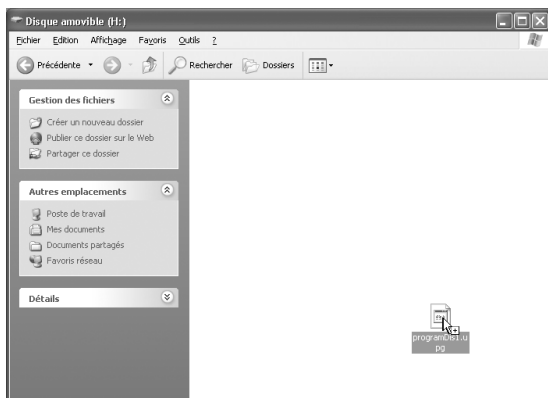 Disque amovible (H:)
Fichier Edition Affichage Favoris Outils ?
Précédente Rechercher Dossiers
Gestion des fichiers
Créer un nouveau dossier
Publier ce dossier sur le Web
Partager ce dossier
Autres emplacements
Poste de travail
Mes documents
Documents partagés
Favoris réseau
Détails
programDis1.u
pg